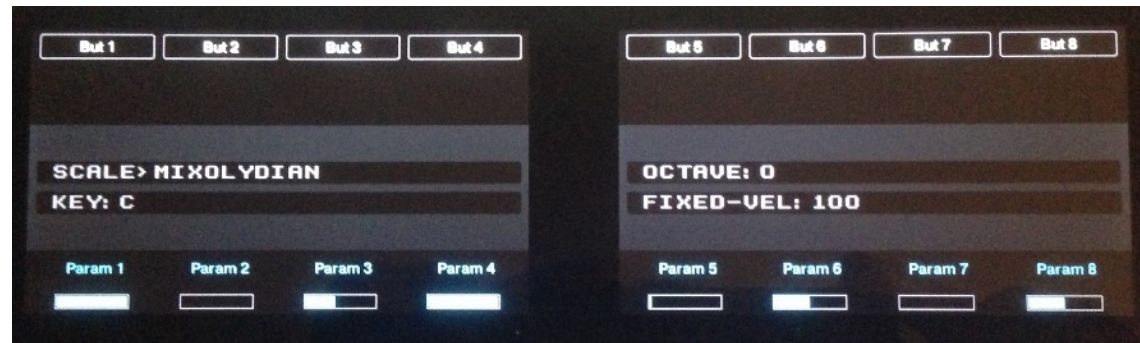 But 1 But 2 But 3 But 4
But 5 But 6 But 7 But 8
SCALE> MIXOLYDIAN
KEY: C
OCTAVE: 0
FIXED-VEL: 100
Param 1 Param 2 Param 3 Param 4
Param 5 Param 6 Param 7 Param 8